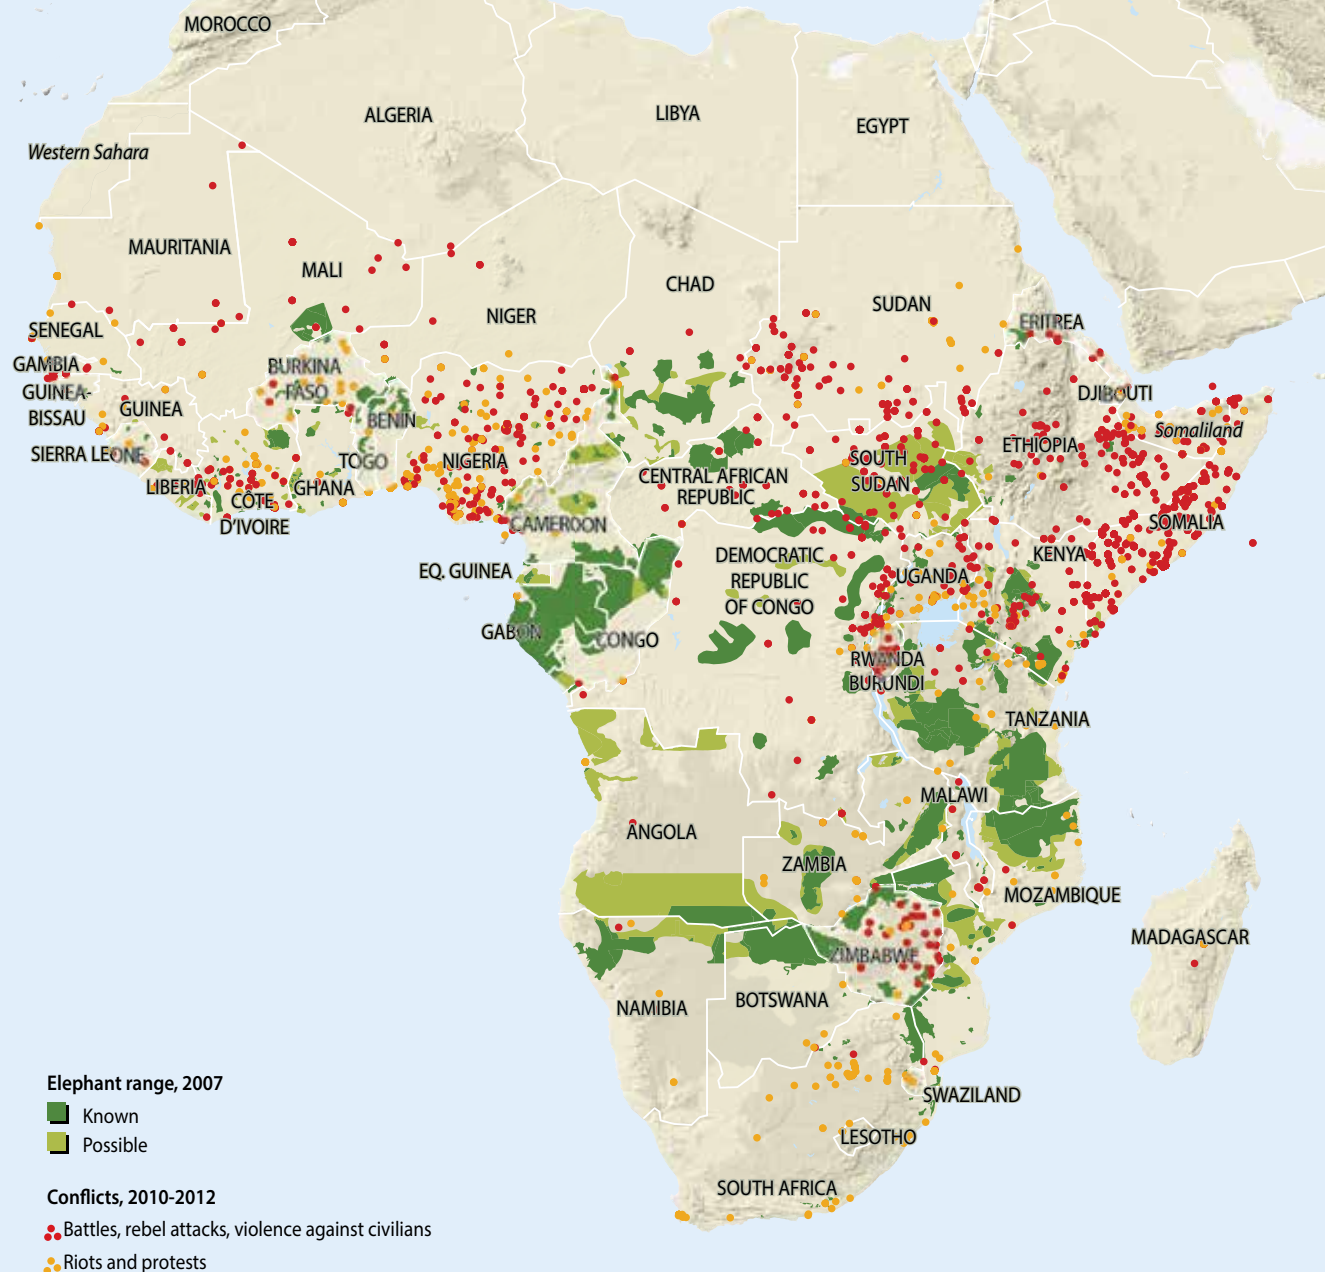 MOROCCO
ALGERIA
LIBYA
EGYPT
Western Sahara
MAURITANIA
MALI
NIGER
CHAD
SUDAN
ERITREA
SENEGAL
GAMBIA
GUINEA-
BISSAU
GUINEA
SIERRA LEONE
LIBERIA
CÔTE
D'IVOIRE
BURKINA
FASO
GHANA
TOGO
BENIN
NIGERIA
CAMEROON
CENTRAL AFRICAN
REPUBLIC
SOUTH
SUDAN
ETHIOPIA
DJIBOUTI
Somaliland
SOMALIA
KENYA
UGANDA
DEMOCRATIC
REPUBLIC
OF CONGO
EQ. GUINEA
GABON
CONGO
RWANDA
BURUNDI
TANZANIA
MALAWI
ANGOLA
ZAMBIA
MOZAMBIQUE
MADAGASCAR
ZIMBABWE
NAMIBIA
BOTSWANA
SWAZILAND
LESOTHO
SOUTH AFRICA
Elephant range, 2007
Known
Possible
Conflicts, 2010-2012
Battles, rebel attacks, violence against civilians
Riots and protests